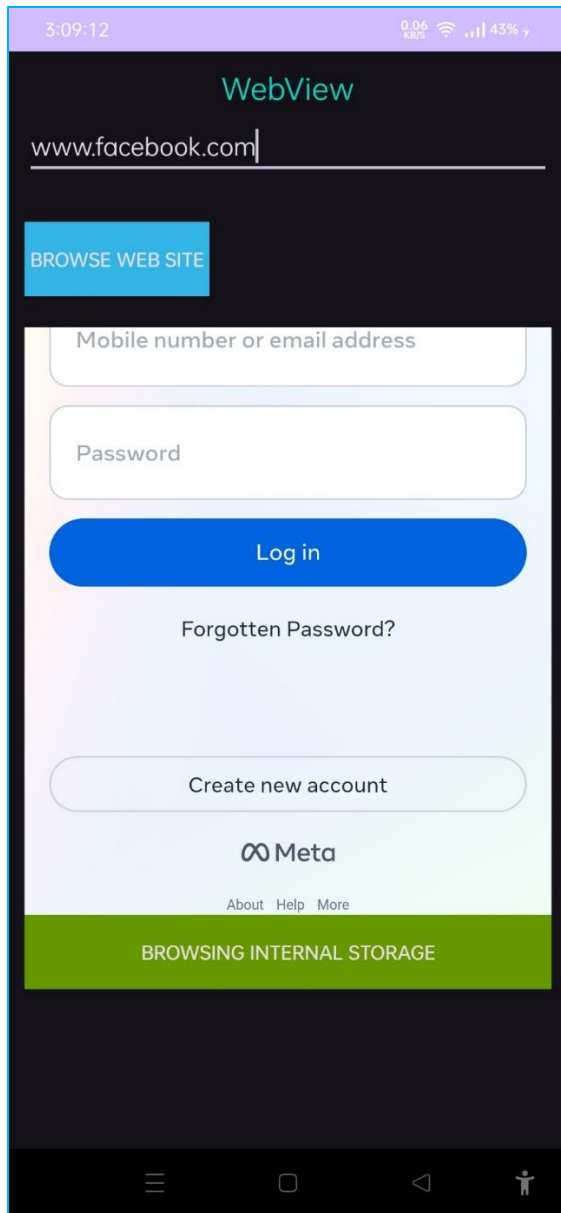 3:09:12 0.06 KB/S 43%
WebView
www.facebook.com
BROWSE WEB SITE
Mobile number or email address
Password
Log in
Forgotten Password?
Create new account
Meta
About Help More
BROWSING INTERNAL STORAGE